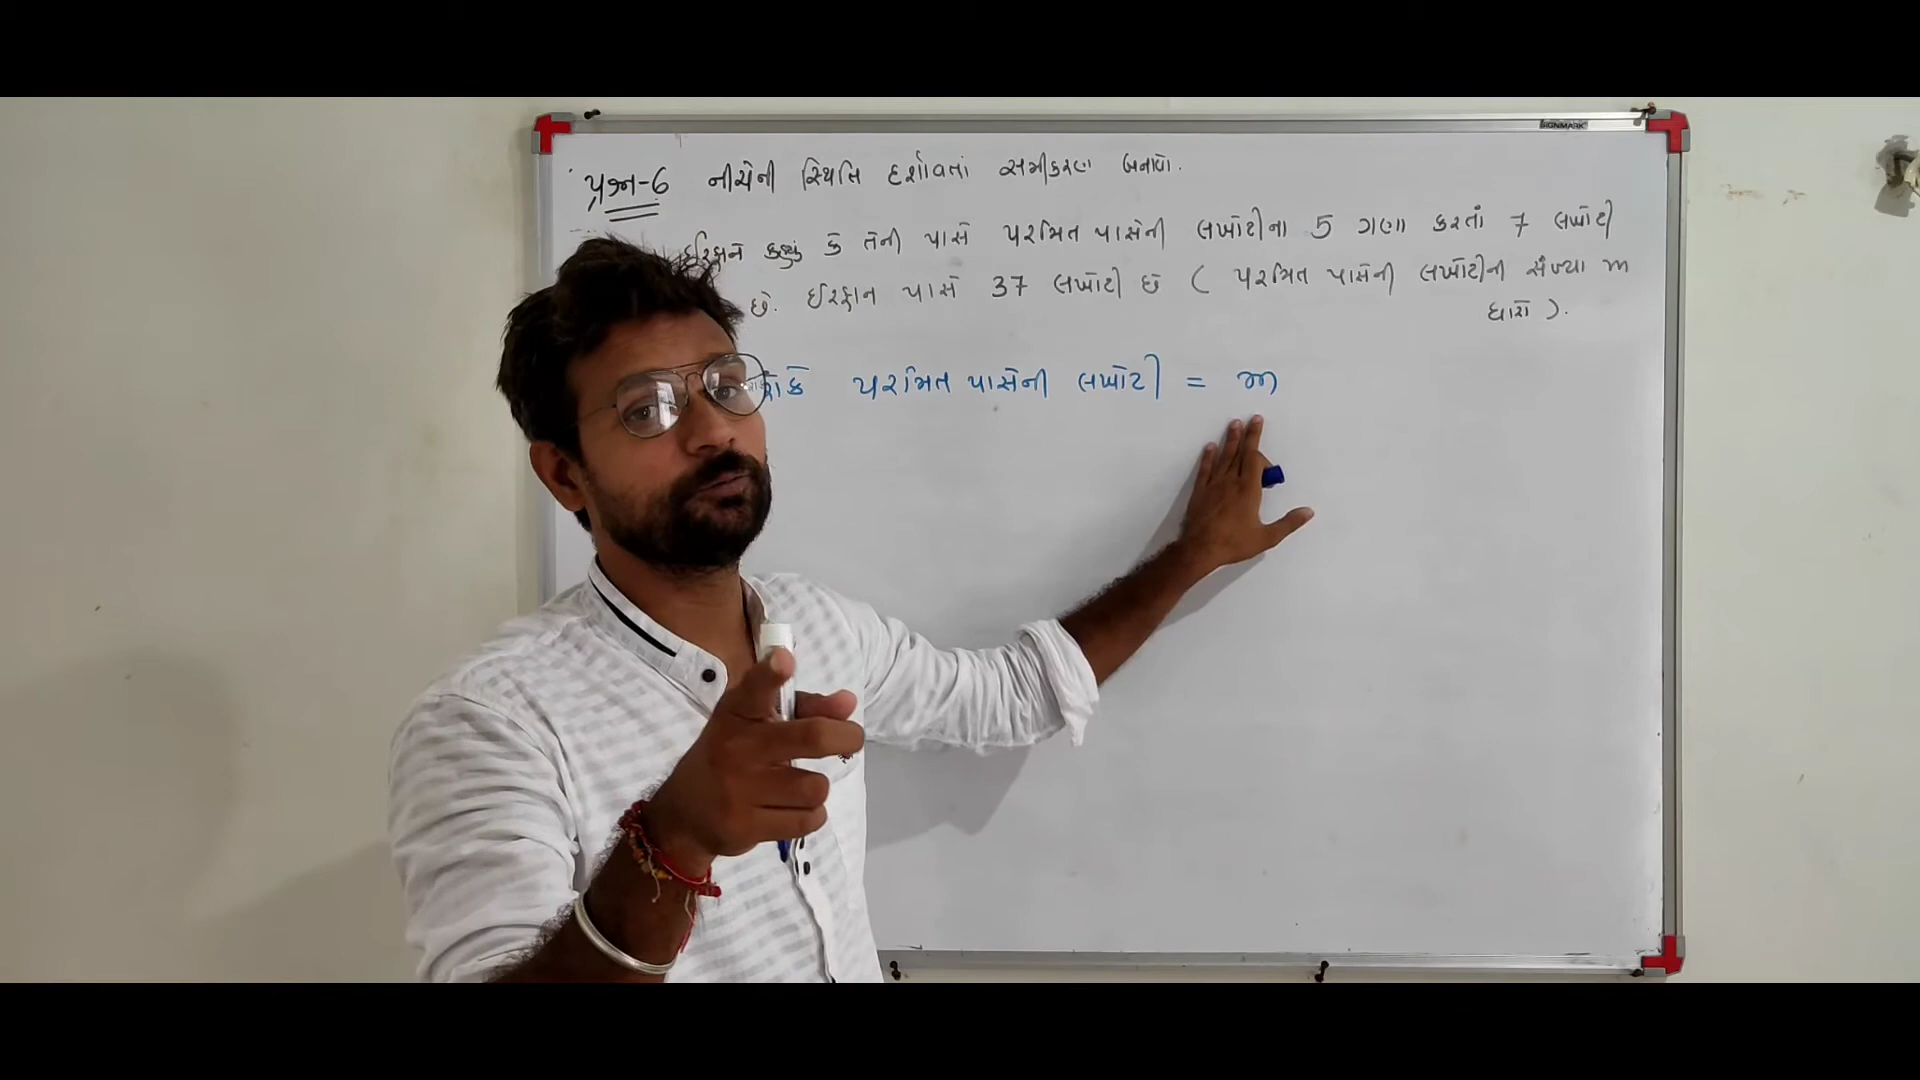 SIGNMARK
પ્રશ્ન-6 નીચેની સ્થિતિ દર્શાવતાં સમીકરણ બનાવો.
ઈરફાને કહ્યું કે તેની પાસે પરમિત પાસેની લખોટીના 5 ગણા કરતાં 7 લખોટી
છે. ઈરફાન પાસે 37 લખોટી છે ( પરમિત પાસેની લખોટીની સંખ્યા m
ધારો ).
પરમિત પાસેની લખોટી = m